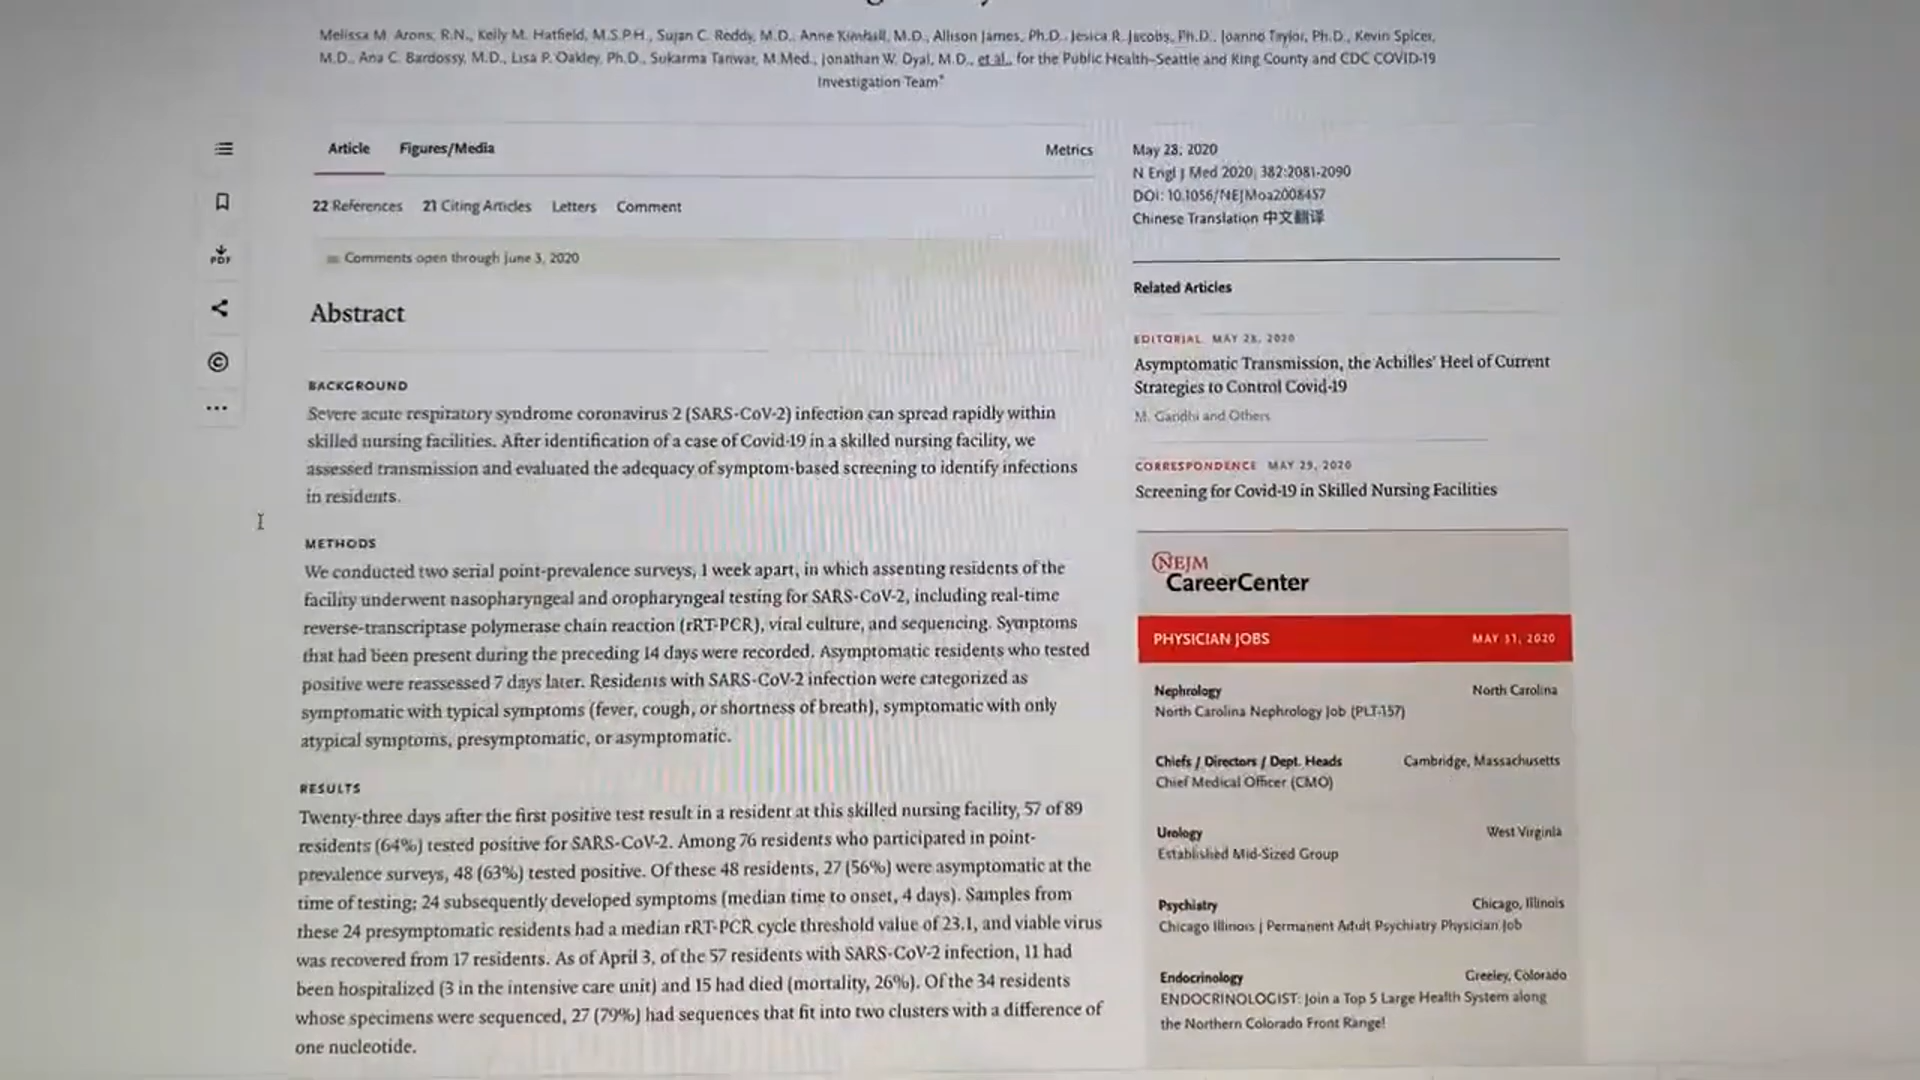 Melissa M. Arons, R.N., Kelly M. Hatfield, M.S.P.H., Sujan C. Reddy, M.D., Anne Kimball, M.D., Allison James, Ph.D., Jesica R. Jacobs, Ph.D., Joanne Taylor, Ph.D., Kevin Spicer,
M.D., Ana C. Bardossy, M.D., Lisa P. Oakley, Ph.D., Sukarma Tanwar, M.Med., Jonathan W. Dyal, M.D., et al., for the Public Health–Seattle and King County and CDC COVID-19
Investigation Team*
Article Figures/Media Metrics
22 References 21 Citing Articles Letters Comment
Comments open through June 3, 2020
PDF
Abstract
BACKGROUND
Severe acute respiratory syndrome coronavirus 2 (SARS-CoV-2) infection can spread rapidly within
skilled nursing facilities. After identification of a case of Covid-19 in a skilled nursing facility, we
assessed transmission and evaluated the adequacy of symptom-based screening to identify infections
in residents.
METHODS
We conducted two serial point-prevalence surveys, 1 week apart, in which assenting residents of the
facility underwent nasopharyngeal and oropharyngeal testing for SARS-CoV-2, including real-time
reverse-transcriptase polymerase chain reaction (rRT-PCR), viral culture, and sequencing. Symptoms
that had been present during the preceding 14 days were recorded. Asymptomatic residents who tested
positive were reassessed 7 days later. Residents with SARS-CoV-2 infection were categorized as
symptomatic with typical symptoms (fever, cough, or shortness of breath), symptomatic with only
atypical symptoms, presymptomatic, or asymptomatic.
RESULTS
Twenty-three days after the first positive test result in a resident at this skilled nursing facility, 57 of 89
residents (64%) tested positive for SARS-CoV-2. Among 76 residents who participated in point-
prevalence surveys, 48 (63%) tested positive. Of these 48 residents, 27 (56%) were asymptomatic at the
time of testing; 24 subsequently developed symptoms (median time to onset, 4 days). Samples from
these 24 presymptomatic residents had a median rRT-PCR cycle threshold value of 23.1, and viable virus
was recovered from 17 residents. As of April 3, of the 57 residents with SARS-CoV-2 infection, 11 had
been hospitalized (3 in the intensive care unit) and 15 had died (mortality, 26%). Of the 34 residents
whose specimens were sequenced, 27 (79%) had sequences that fit into two clusters with a difference of
one nucleotide.
May 28, 2020
N Engl J Med 2020; 382:2081-2090
DOI: 10.1056/NEJMoa2008457
Chinese Translation 中文翻译
Related Articles
EDITORIAL MAY 28, 2020
Asymptomatic Transmission, the Achilles' Heel of Current
Strategies to Control Covid-19
M. Gandhi and Others
CORRESPONDENCE MAY 29, 2020
Screening for Covid-19 in Skilled Nursing Facilities
NEJM
CareerCenter
PHYSICIAN JOBS MAY 31, 2020
Nephrology North Carolina
North Carolina Nephrology Job (PLT-157)
Chiefs / Directors / Dept. Heads Cambridge, Massachusetts
Chief Medical Officer (CMO)
Urology West Virginia
Established Mid-Sized Group
Psychiatry Chicago, Illinois
Chicago Illinois | Permanent Adult Psychiatry Physician Job
Endocrinology Greeley, Colorado
ENDOCRINOLOGIST: Join a Top 5 Large Health System along
the Northern Colorado Front Range!